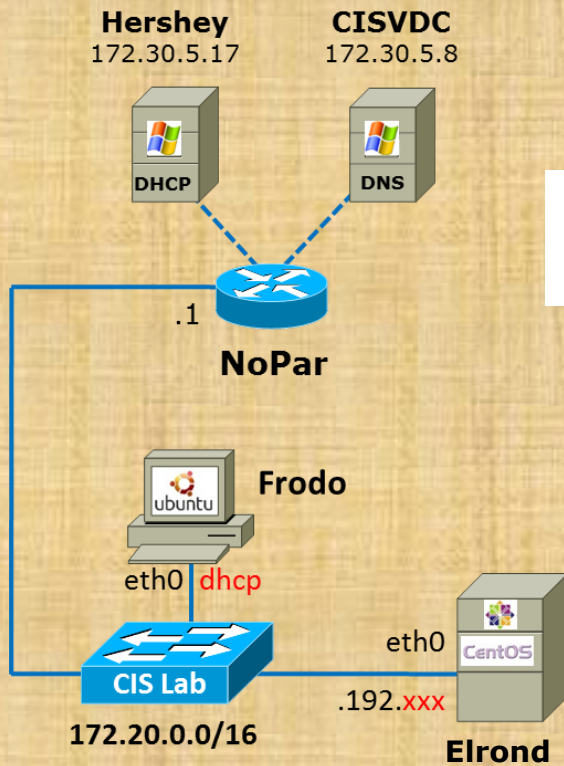 Hershey
172.30.5.17
CISVDC
172.30.5.8
DHCP
DNS
.1
NoPar
ubuntu
Frodo
eth0 dhcp
CIS Lab
172.20.0.0/16
eth0
CentOS
.192.xxx
Elrond